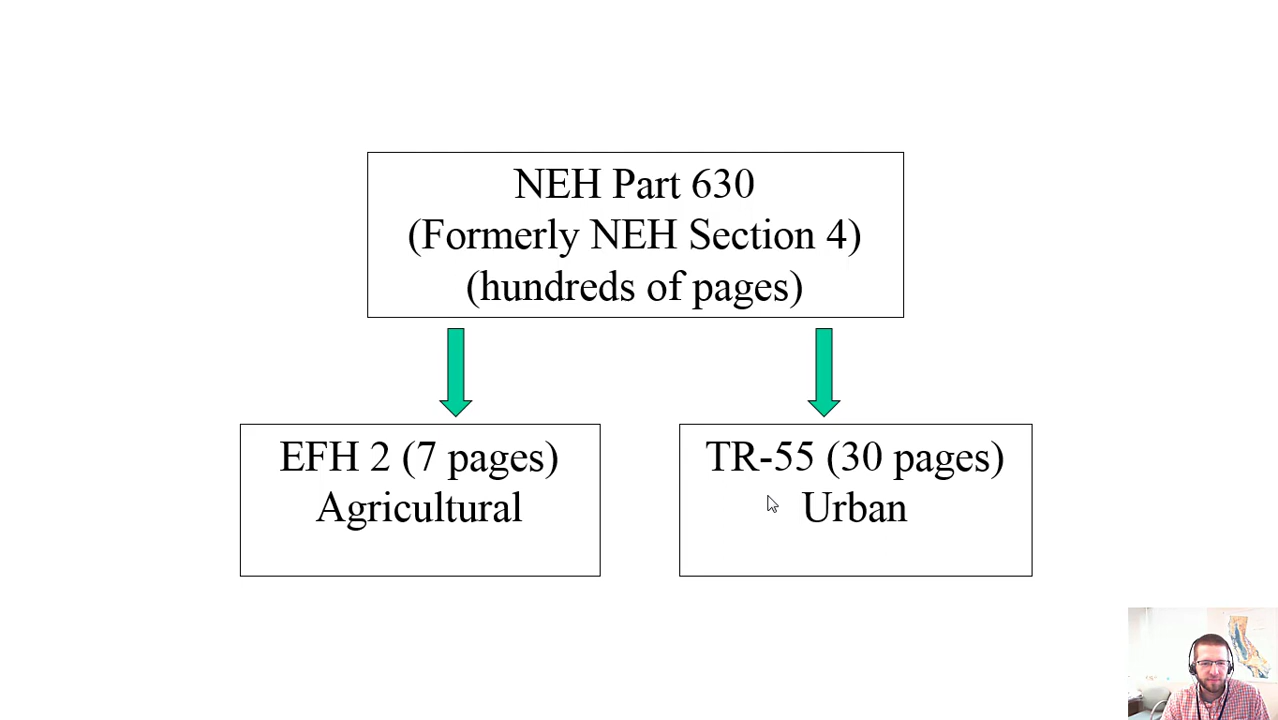 NEH Part 630
(Formerly NEH Section 4)
(hundreds of pages)
EFH 2 (7 pages)
Agricultural
TR-55 (30 pages)
Urban